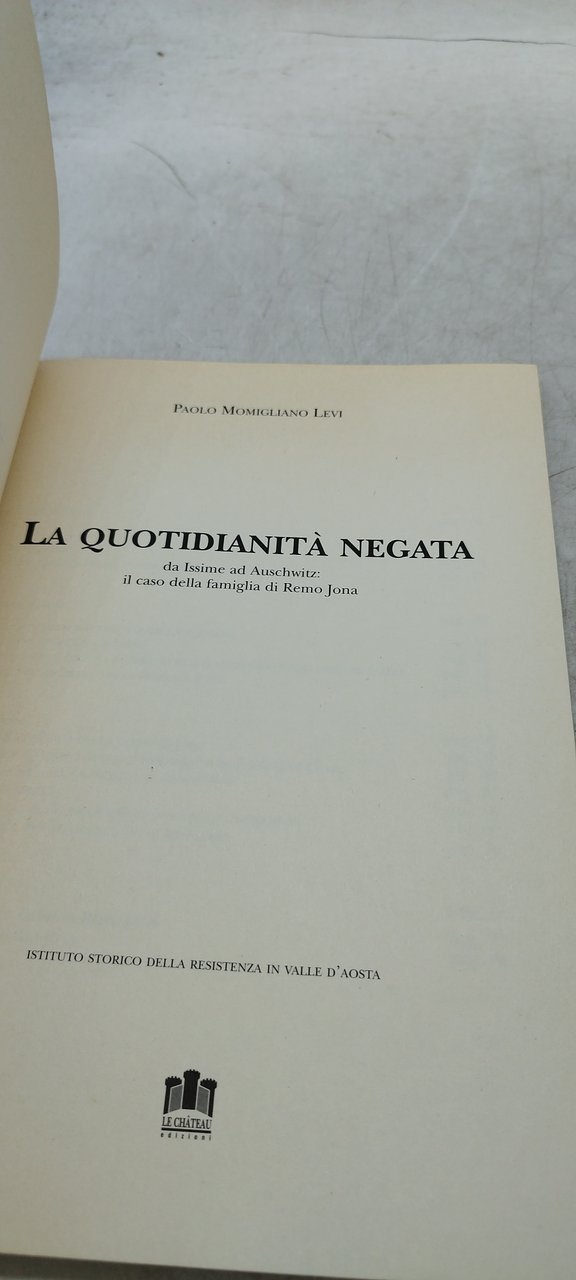 PAOLO MOMIGLIANO LEVI
LA QUOTIDIANITÀ NEGATA
da Issime ad Auschwitz:
il caso della famiglia di Remo Jona
ISTITUTO STORICO DELLA RESISTENZA IN VALLE D'AOSTA
LE CHÂTEAU
edizioni